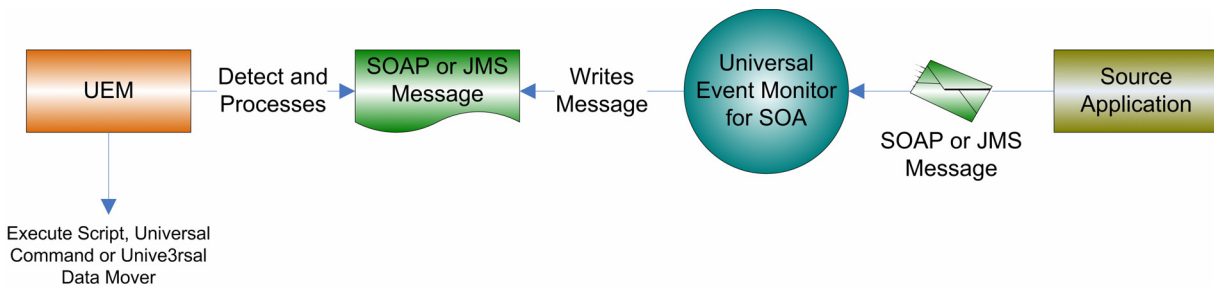 UEM
Detect and
Processes
SOAP or JMS
Message
Writes
Message
Universal
Event Monitor
for SOA
SOAP or JMS
Message
Source
Application
Execute Script, Universal
Command or Unive3rsal
Data Mover